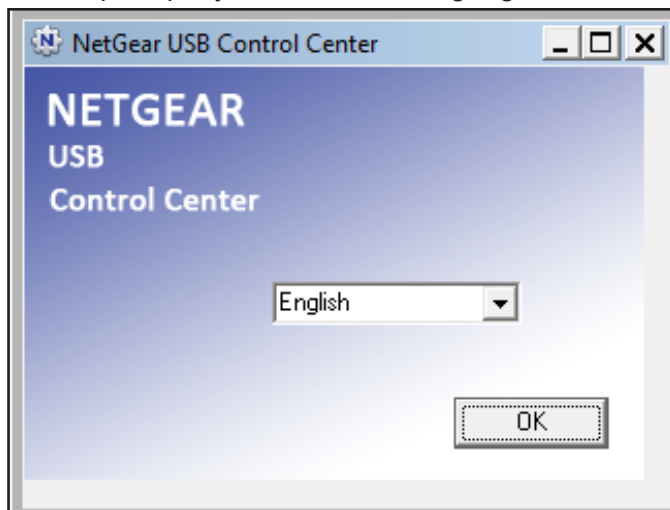 NetGear USB Control Center
NETGEAR
USB
Control Center
English
OK